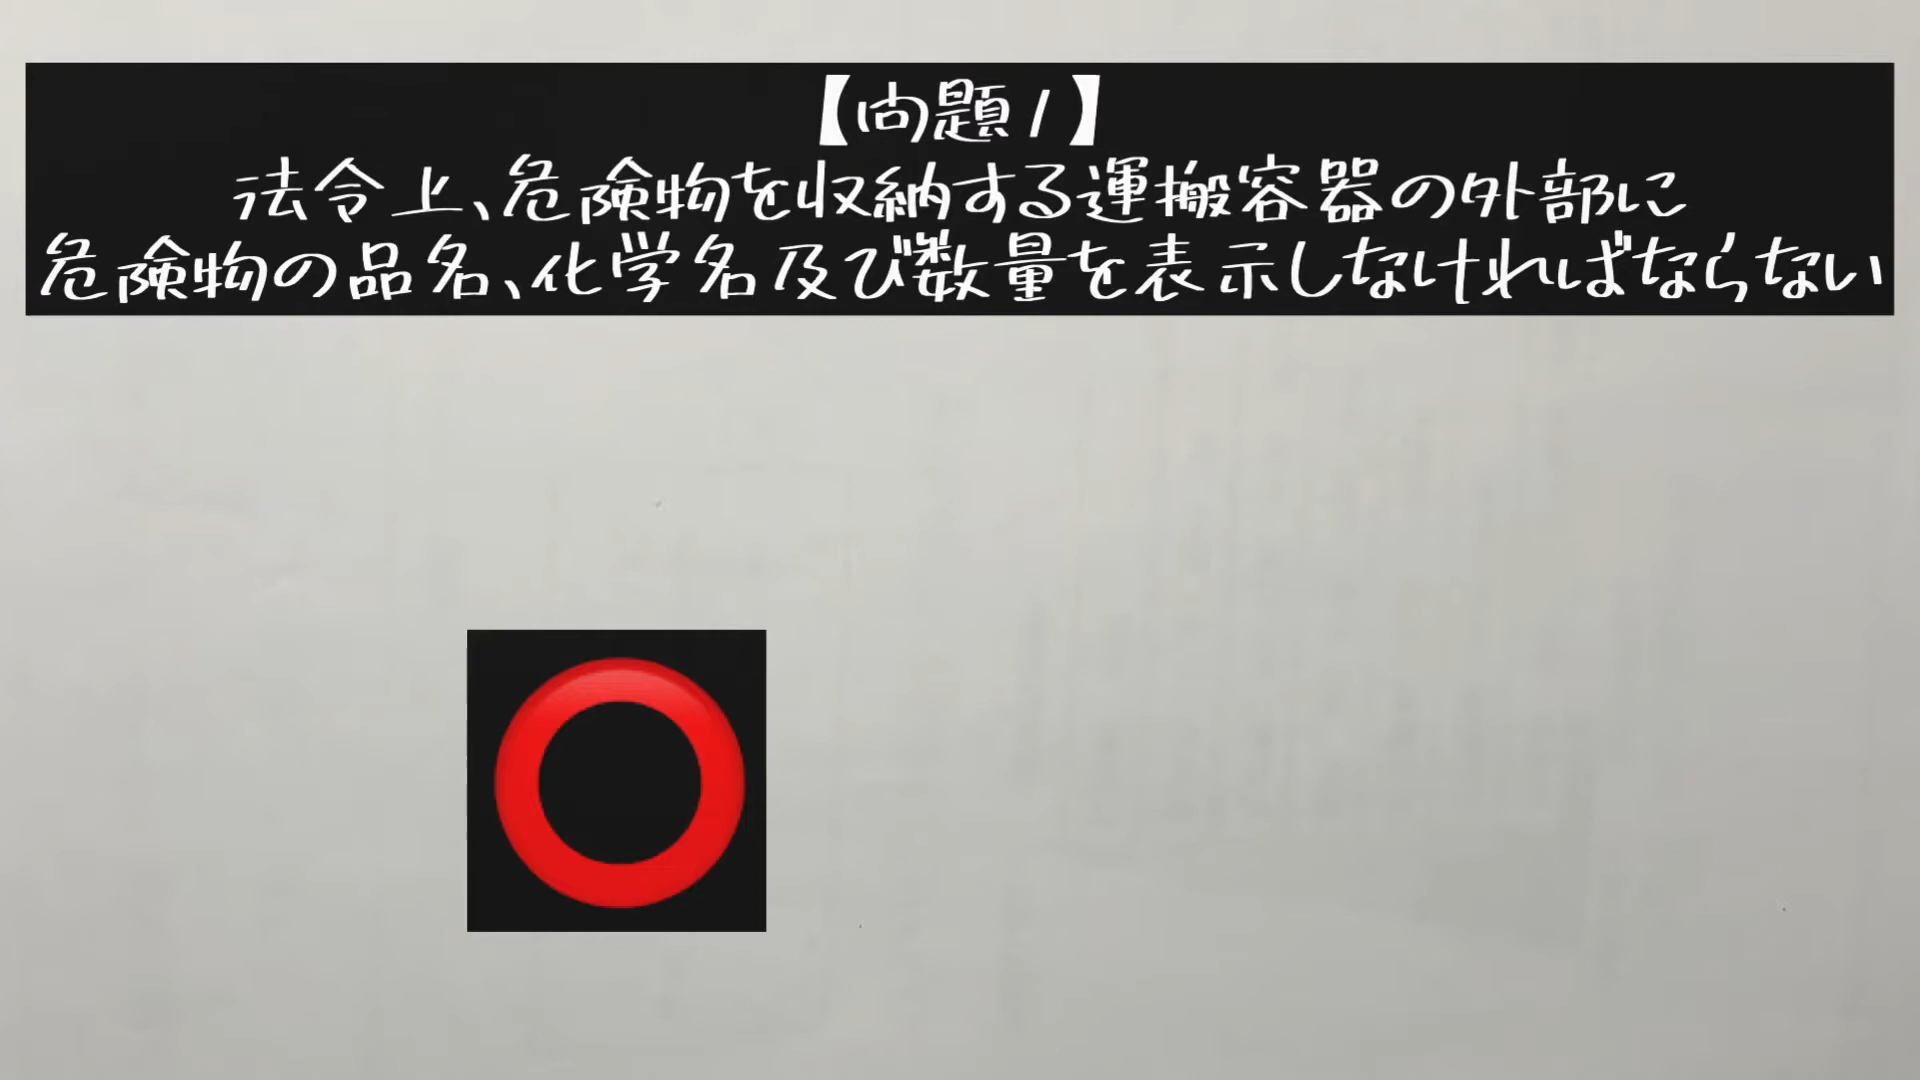 【問題1】
法令上、危険物を収納する運搬容器の外部に
危険物の品名、化学名及び数量を表示しなければならない